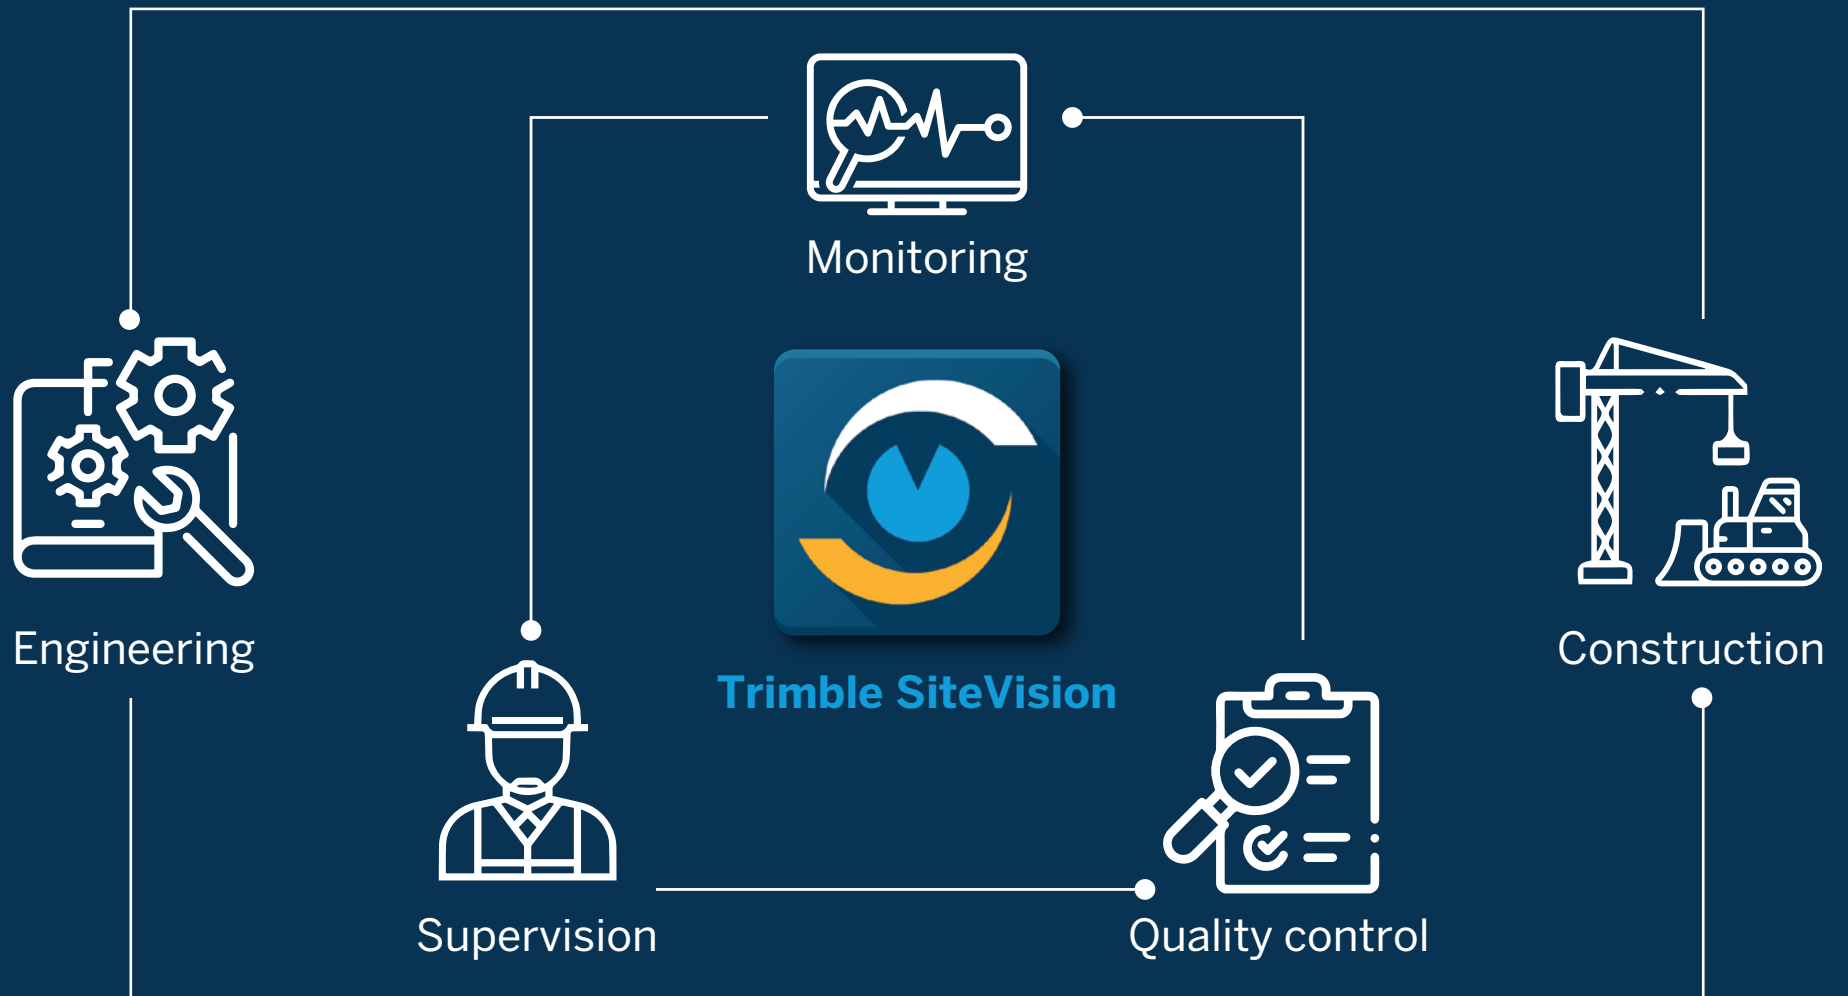 Monitoring
Engineering
Construction
Trimble SiteVision
Supervision
Quality control